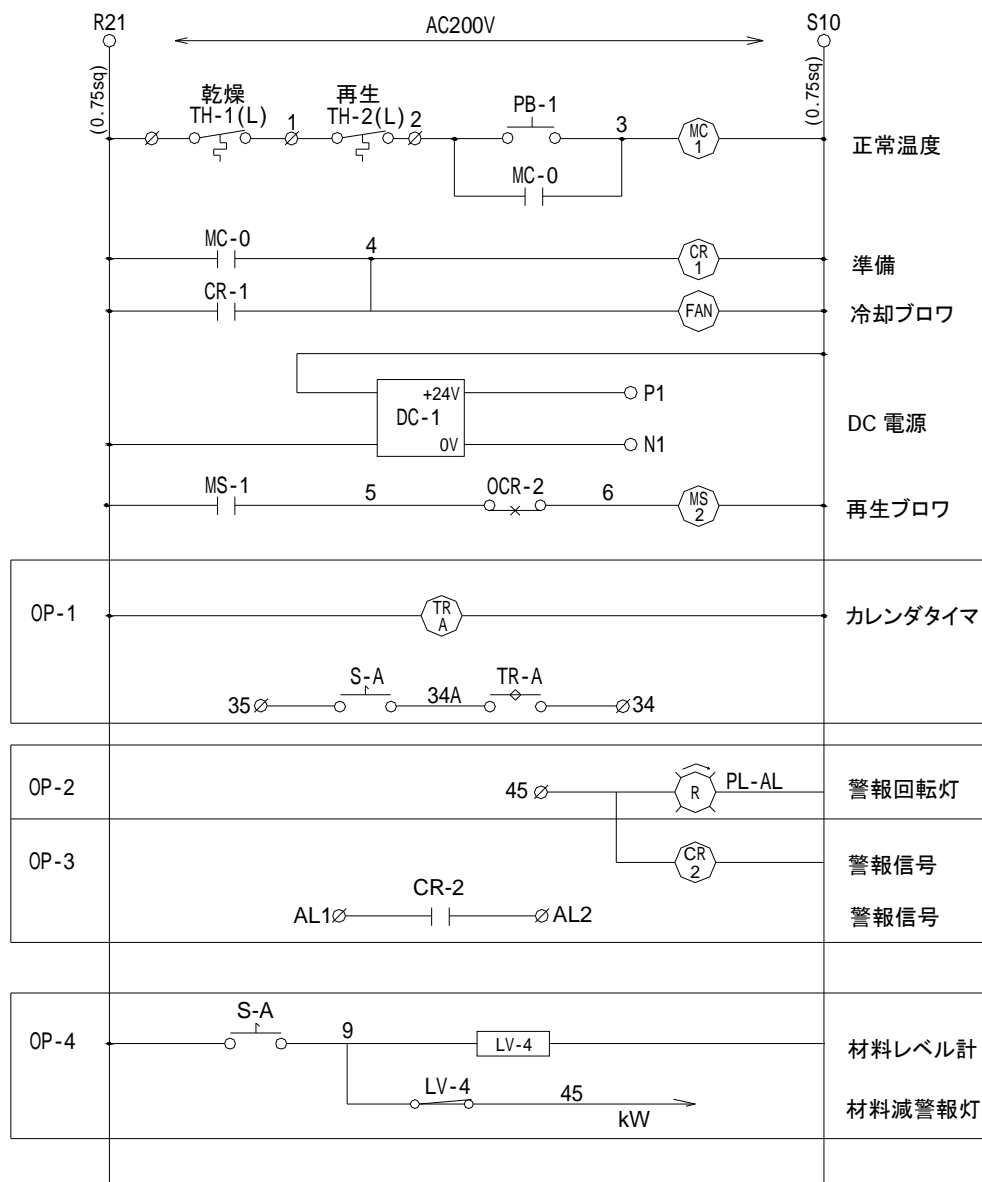 R21
AC200V
S10
(0.75sq)
(0.75sq)
乾燥
再生
TH-1(L)
1
TH-2(L)
2
PB-1
3
MC
1
正常温度
MC-0
MC-0
4
CR
1
準備
CR-1
FAN
冷却ブロワ
+24V
P1
DC-1
DC 電源
0V
N1
MS-1
5
OCR-2
6
MS
2
再生ブロワ
OP-1
TR
A
カレンダタイマ
S-A
TR-A
35
34A
34
OP-2
45
R
PL-AL
警報回転灯
OP-3
CR
2
警報信号
CR-2
AL1
AL2
警報信号
S-A
OP-4
9
LV-4
材料レベル計
LV-4
45
kW
材料減警報灯